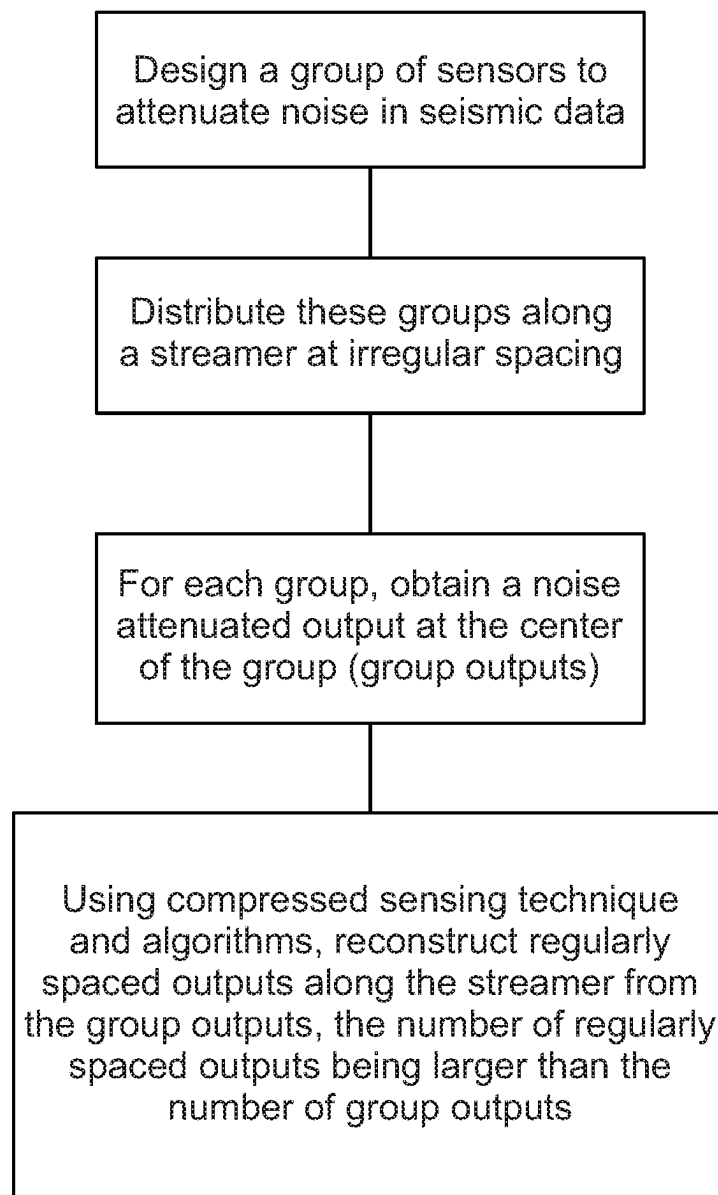 Design a group of sensors to
attenuate noise in seismic data
Distribute these groups along
a streamer at irregular spacing
For each group, obtain a noise
attenuated output at the center
of the group (group outputs)
Using compressed sensing technique
and algorithms, reconstruct regularly
spaced outputs along the streamer from
the group outputs, the number of regularly
spaced outputs being larger than the
number of group outputs